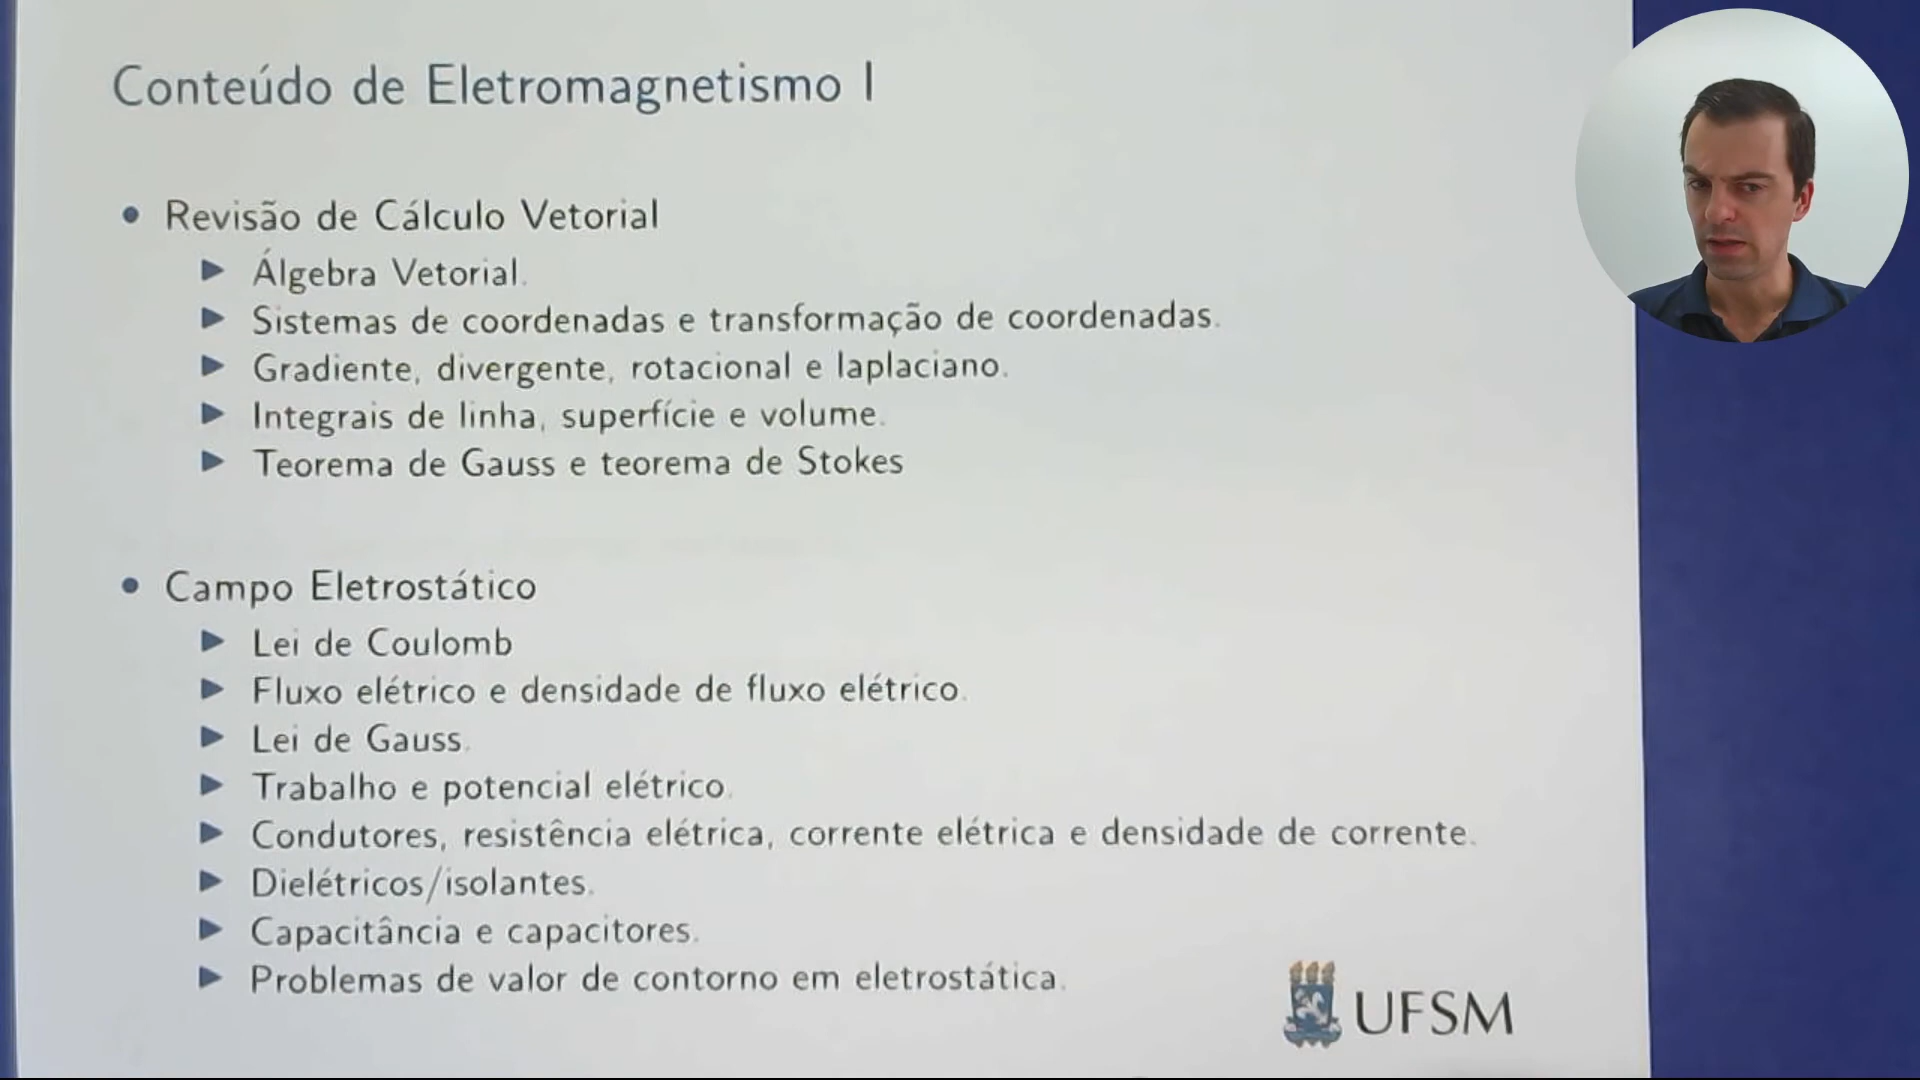 Conteúdo de Eletromagnetismo I
• Revisão de Cálculo Vetorial
▶ Álgebra Vetorial.
▶ Sistemas de coordenadas e transformação de coordenadas.
▶ Gradiente, divergente, rotacional e laplaciano.
▶ Integrais de linha, superfície e volume.
▶ Teorema de Gauss e teorema de Stokes
• Campo Eletrostático
▶ Lei de Coulomb
▶ Fluxo elétrico e densidade de fluxo elétrico.
▶ Lei de Gauss.
▶ Trabalho e potencial elétrico.
▶ Condutores, resistência elétrica, corrente elétrica e densidade de corrente.
▶ Dielétricos/isolantes.
▶ Capacitância e capacitores.
▶ Problemas de valor de contorno em eletrostática.
UFSM